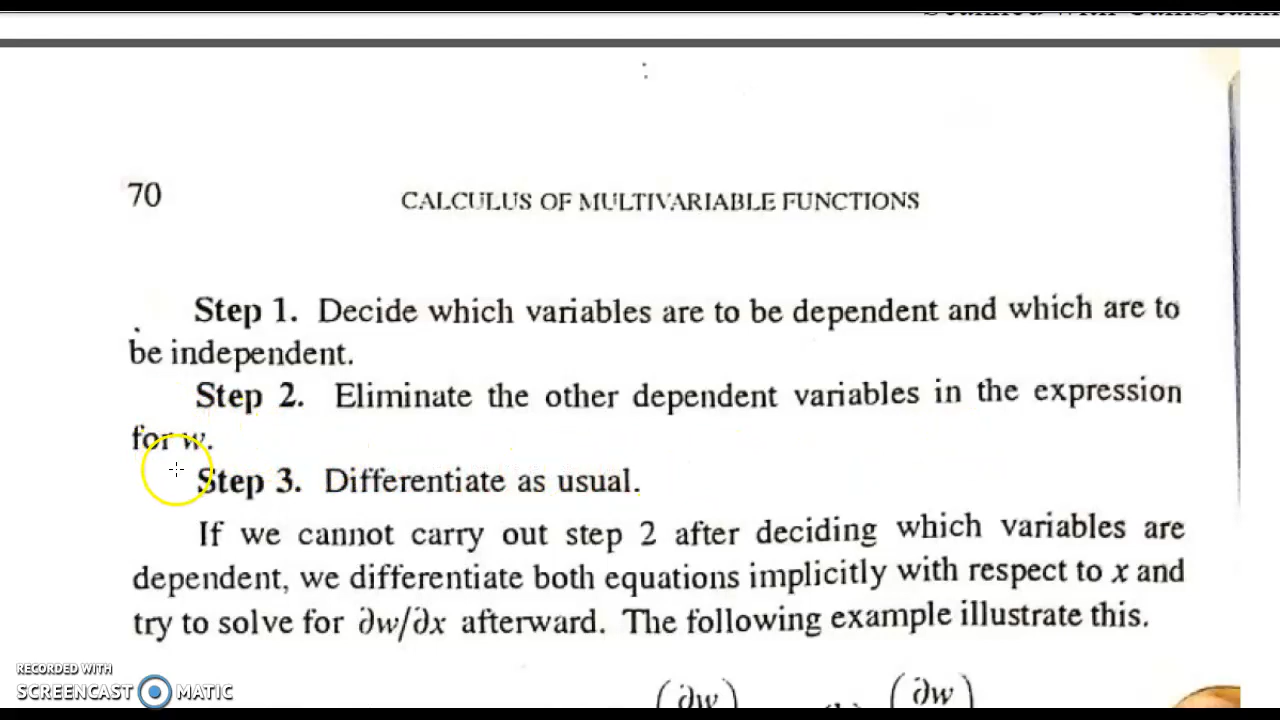 70
CALCULUS OF MULTIVARIABLE FUNCTIONS
Step 1. Decide which variables are to be dependent and which are to
be independent.
Step 2. Eliminate the other dependent variables in the expression
for w.
Step 3. Differentiate as usual.
If we cannot carry out step 2 after deciding which variables are
dependent, we differentiate both equations implicitly with respect to x and
try to solve for ∂w/∂x afterward. The following example illustrate this.
(∂w) (∂w)
RECORDED WITH
SCREENCAST MATIC